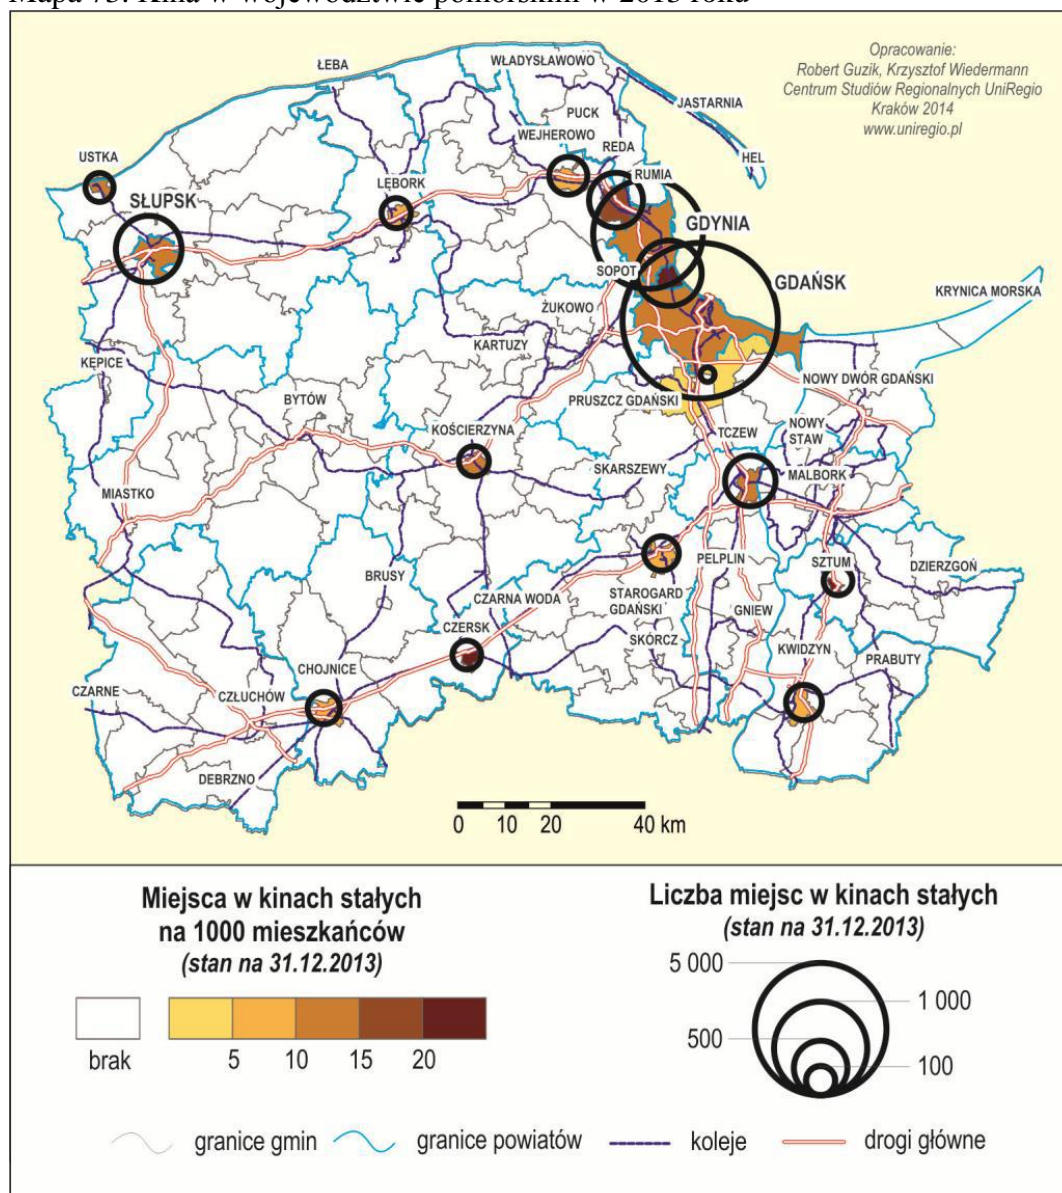 Mapa 73. Kina w województwie pomorskim w 2013 roku
Opracowanie:
Robert Guzik, Krzysztof Wiedermann
Centrum Studiów Regionalnych UniRegio
Kraków 2014
www.uniregio.pl
ŁEBA
WŁADYSŁAWOWO
JASTARNIA
PUCK
WEJHEROWO
REDA
HEL
USTKA
RUMIA
LĘBORK
SŁUPSK
GDYNIA
SOPOT
GDAŃSK
KRYNICA MORSKA
ŻUKOWO
KARTUZY
KĘPICE
NOWY DWÓR GDAŃSKI
BYTÓW
PRUSZCZ GDAŃSKI
KOŚCIERZYNA
TCZEW
NOWY
STAW
SKARSZEWY
MALBORK
MIASTKO
PELPLIN
SZTUM
DZIERZGOŃ
BRUSY
CZARNA WODA
STAROGARD
GDAŃSKI
GNIEW
CZERSK
SKÓRCZ
KWIDZYN
PRABUTY
CHOJNICE
CZARNE
CZŁUCHÓW
DEBRZNO
0 10 20 40 km
Miejsca w kinach stałych
na 1000 mieszkańców
(stan na 31.12.2013)
brak
5 10 15 20
Liczba miejsc w kinach stałych
(stan na 31.12.2013)
5 000
1 000
500
100
granice gmin
granice powiatów
koleje
drogi główne